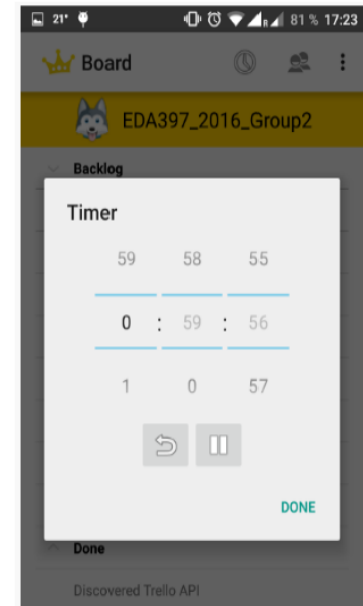 21° 81 % 17:23
Board
EDA397_2016_Group2
Backlog
Timer
59 58 55
0 : 59 : 56
1 0 57
DONE
Done
Discovered Trello API